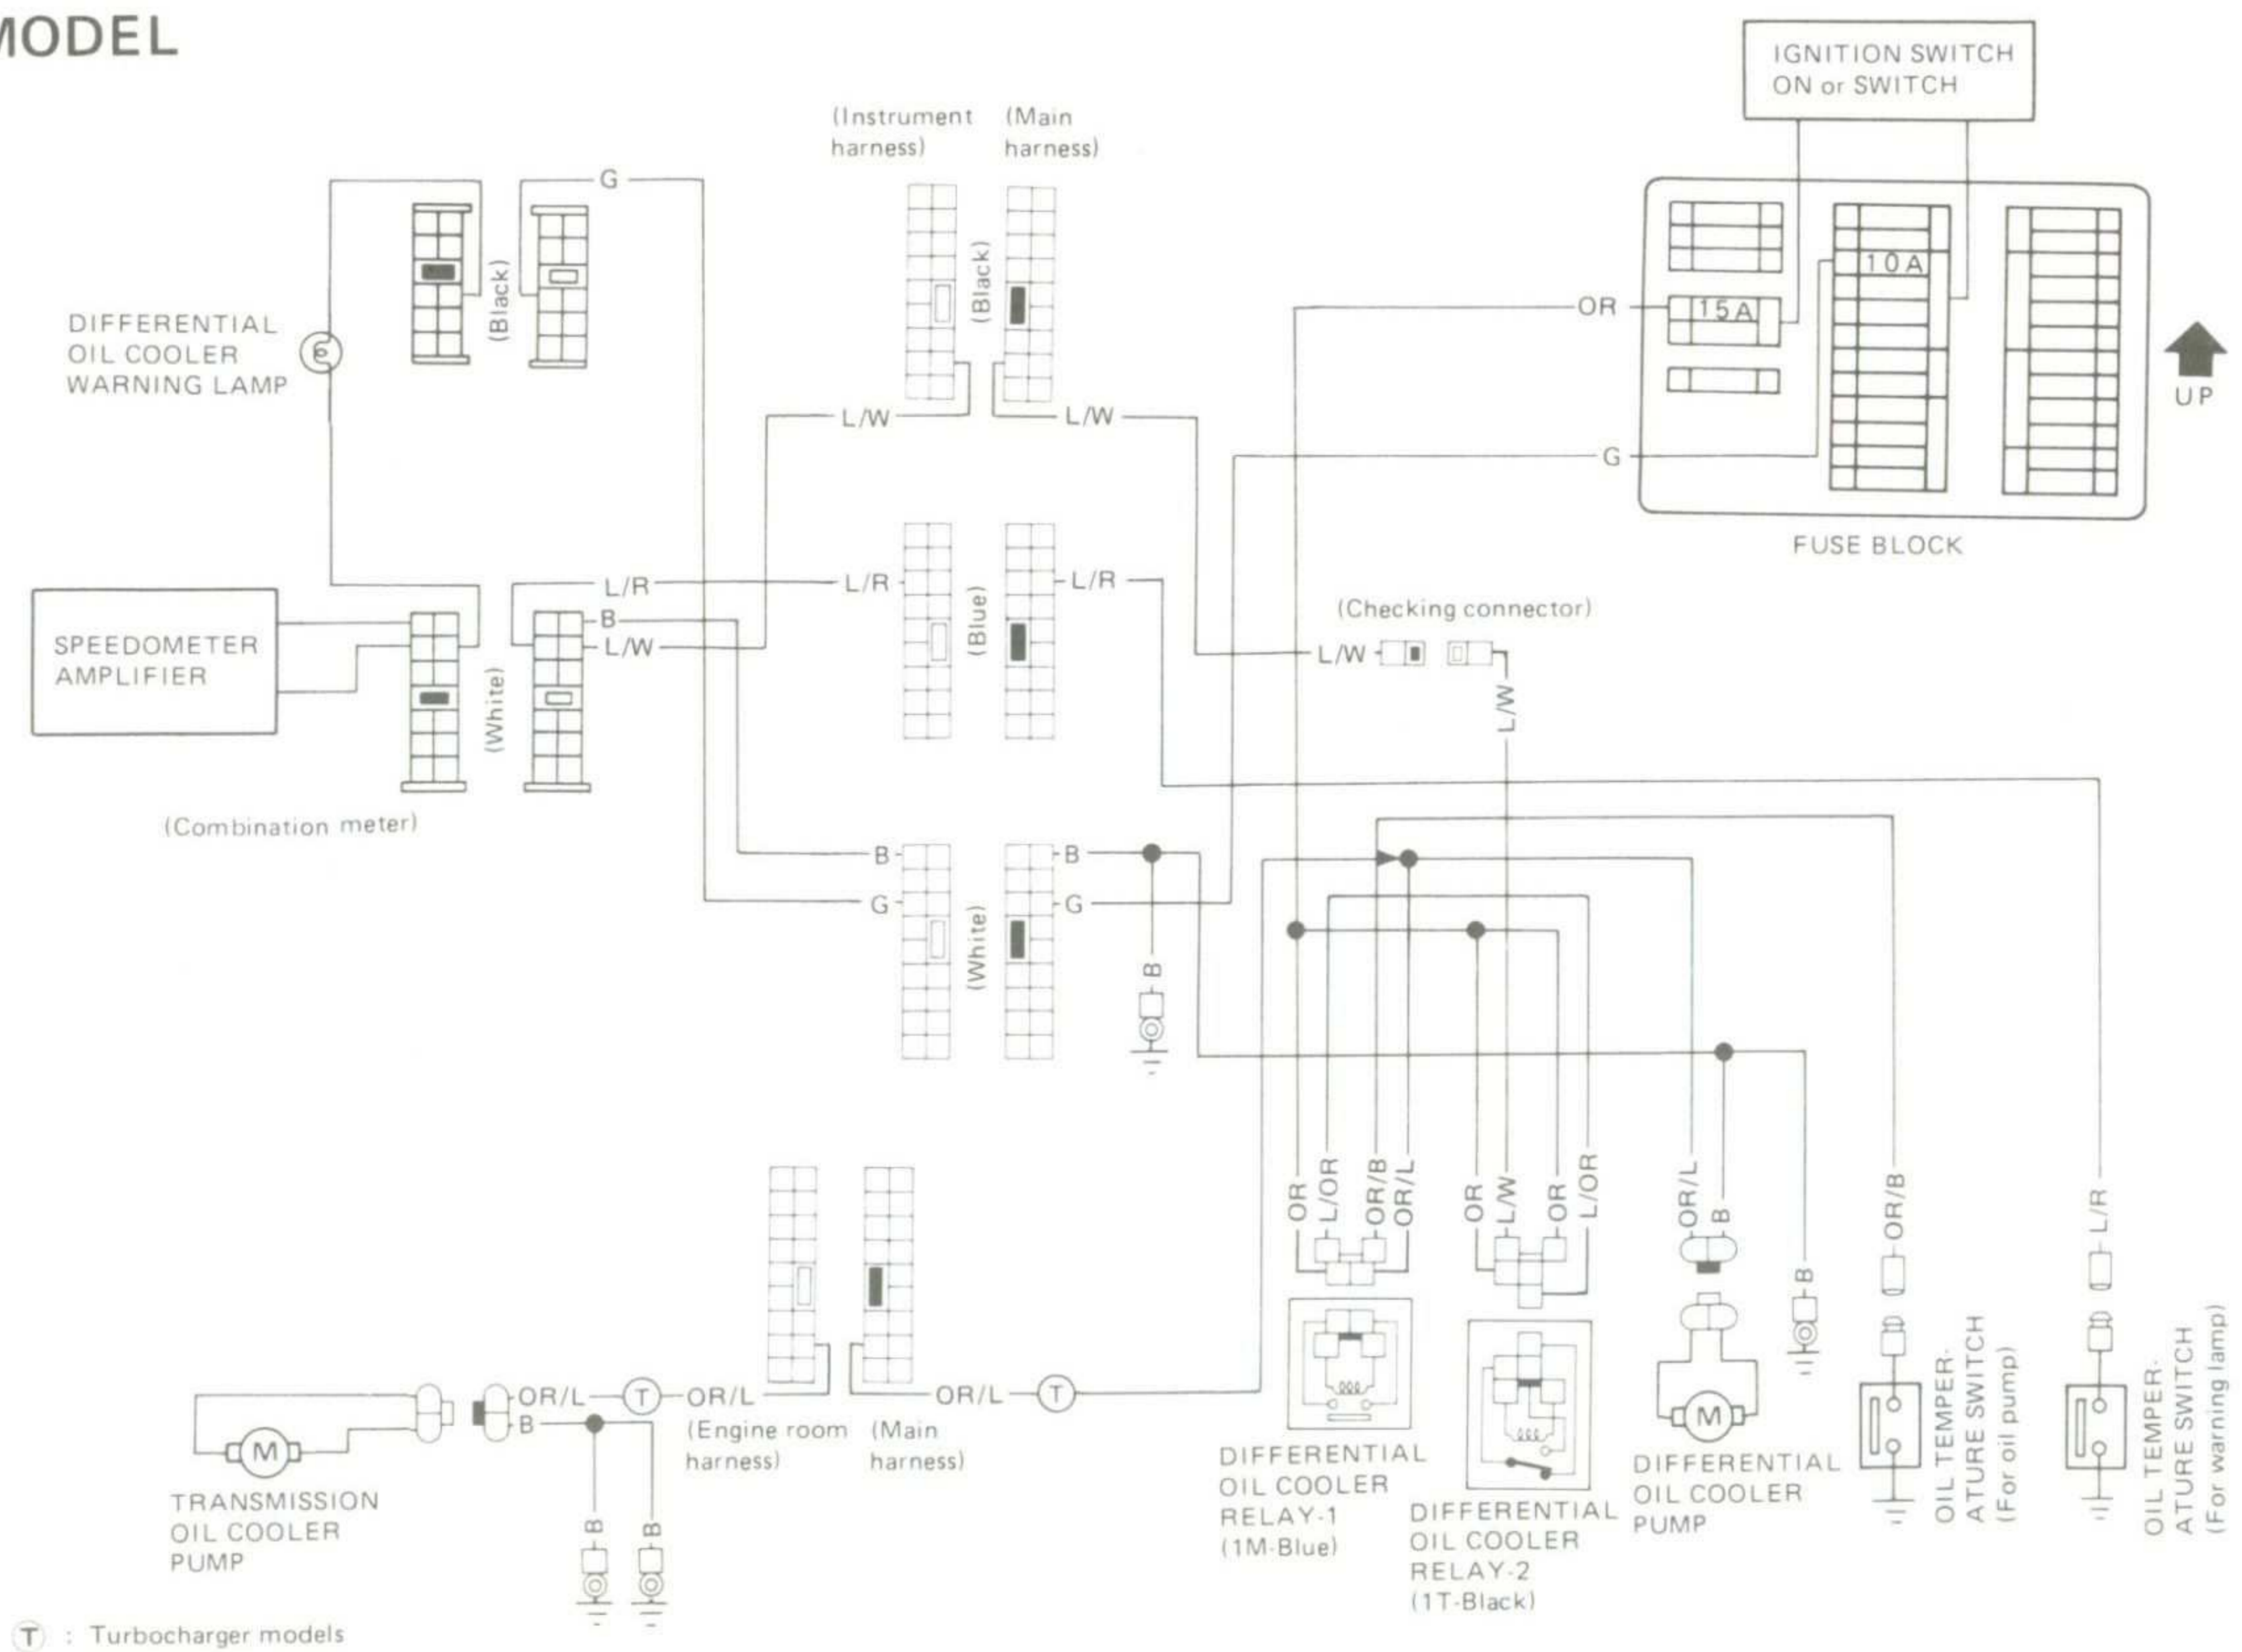 MODEL
IGNITION SWITCH
ON or SWITCH
(Instrument
harness)
(Main
harness)
G
(Black)
(Black)
DIFFERENTIAL
OIL COOLER
WARNING LAMP
10A
OR
15A
UP
L/W
L/W
G
FUSE BLOCK
L/R
L/R
L/R
B
L/W
(Blue)
(Checking connector)
L/W
L/W
SPEEDOMETER
AMPLIFIER
(White)
(Combination meter)
B
B
G
G
(White)
B
OR
L/OR
OR/B
OR/L
OR
L/W
OR
L/OR
OR/L
B
B
OR/B
L/R
OR/L
T
OR/L
OR/L
T
B
(Engine room
harness)
(Main
harness)
M
TRANSMISSION
OIL COOLER
PUMP
B
B
DIFFERENTIAL
OIL COOLER
RELAY-1
(1M-Blue)
DIFFERENTIAL
OIL COOLER
RELAY-2
(1T-Black)
M
DIFFERENTIAL
OIL COOLER
PUMP
OIL TEMPER-
ATURE SWITCH
(For oil pump)
OIL TEMPER-
ATURE SWITCH
(For warning lamp)
T : Turbocharger models